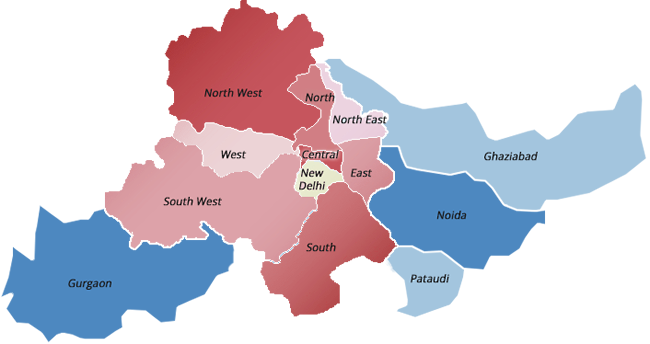 North West
North
North East
West
Central
Ghaziabad
New
Delhi
East
South West
Noida
South
Gurgaon
Pataudi